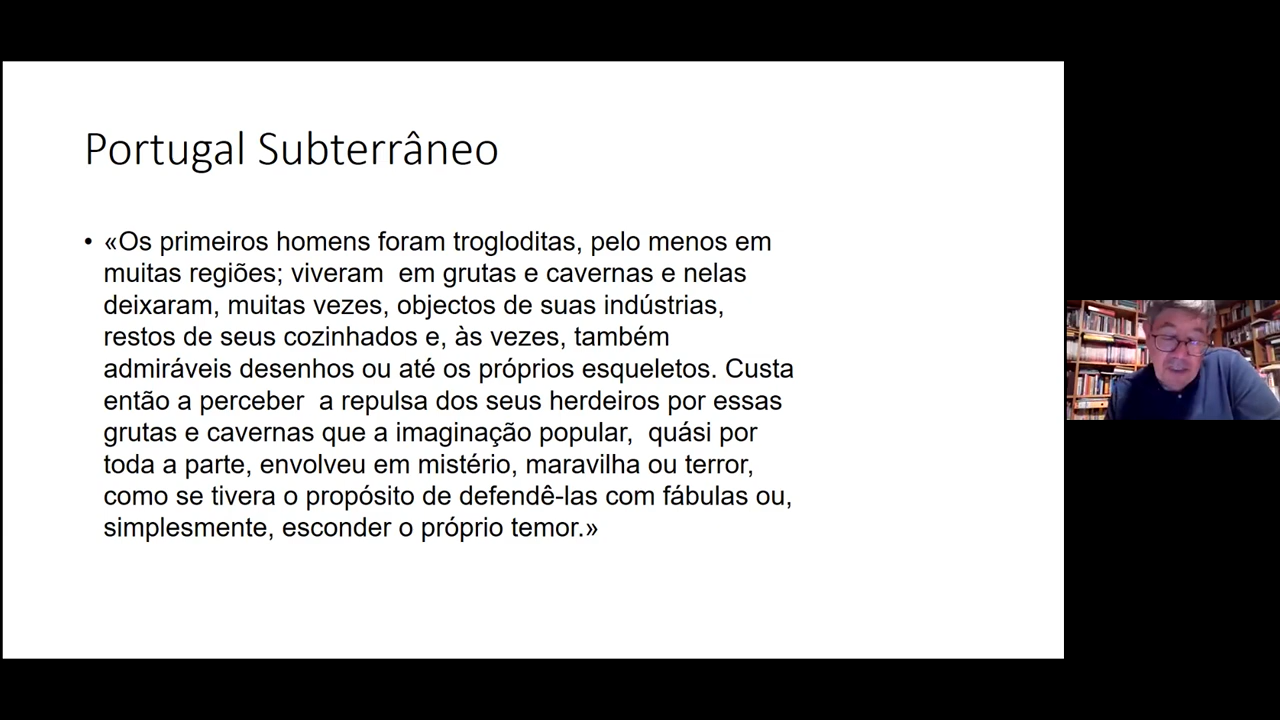 Portugal Subterrâneo
• «Os primeiros homens foram trogloditas, pelo menos em
muitas regiões; viveram  em grutas e cavernas e nelas
deixaram, muitas vezes, objectos de suas indústrias,
restos de seus cozinhados e, às vezes, também
admiráveis desenhos ou até os próprios esqueletos. Custa
então a perceber  a repulsa dos seus herdeiros por essas
grutas e cavernas que a imaginação popular,  quási por
toda a parte, envolveu em mistério, maravilha ou terror,
como se tivera o propósito de defendê-las com fábulas ou,
simplesmente, esconder o próprio temor.»